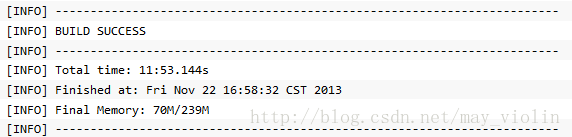 [INFO] ------------------------------------------------------------------------
[INFO] BUILD SUCCESS
[INFO] ------------------------------------------------------------------------
[INFO] Total time: 11:53.144s
[INFO] Finished at: Fri Nov 22 16:58:32 CST 2013
[INFO] Final Memory: 70M/239M
http://blog.csdn.net/may_violin
[INFO] ------------------------------------------------------------------------